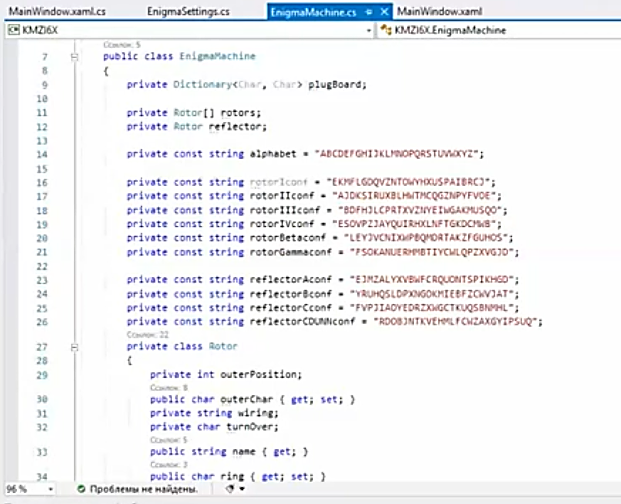 MainWindow.xaml.cs EnigmaSettings.cs EnigmaMachine.cs MainWindow.xaml
KMZI6X KMZI6X.EnigmaMachine
Ссылок: 5
7 public class EnigmaMachine
8 {
9 private Dictionary<Char, Char> plugBoard;
10
11 private Rotor[] rotors;
12 private Rotor reflector;
13
14 private const string alphabet = "ABCDEFGHIJKLMNOPQRSTUVWXYZ";
15
16 private const string rotorIconf = "EKMFLGDQVZNTOWYHXUSPAIBRCJ";
17 private const string rotorIIconf = "AJDKSIRUXBLHWTMCQGZNPYFVOE";
18 private const string rotorIIIconf = "BDFHJLCPRTXVZNYEIWGAKMUSQO";
19 private const string rotorIVconf = "ESOVPZJAYQUIRHXLNFTGKDCMWB";
20 private const string rotorBetaconf = "LEYJVCNIXWPBQMDRTAKZFGUHOS";
21 private const string rotorGammaconf = "FSOKANUERHMBTIYCWLQPZXVGJD";
22
23 private const string reflectorAconf = "EJMZALYXVBWFCRQUONTSPIKHGD";
24 private const string reflectorBconf = "YRUHQSLDPXNGOKMIEBFZCWVJAT";
25 private const string reflectorCconf = "FVPJIAOYEDRZXWGCTKUQSBNMHL";
26 private const string reflectorCDUNNconf = "RDOBJNTKVEHMLFCWZAXGYIPSUQ";
Ссылок: 22
27 private class Rotor
28 {
29 private int outerPosition;
Ссылок: 8
30 public char outerChar { get; set; }
31 private string wiring;
32 private char turnOver;
Ссылок: 5
33 public string name { get; }
Ссылок: 3
34 public char ring { get; set; }
96 % Проблемы не найдены.